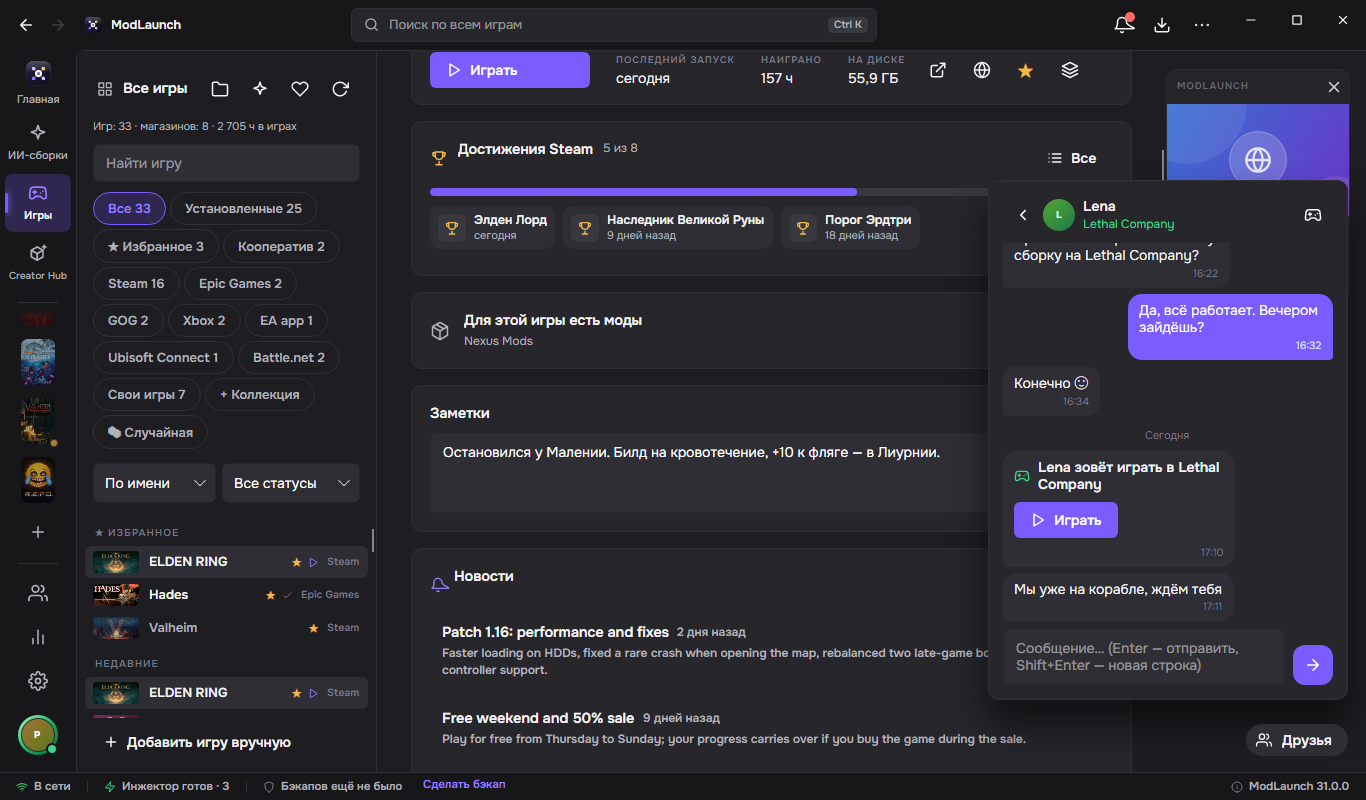 ModLaunch
Поиск по всем играм
Ctrl K
Главная
ИИ-сборки
Игры
Creator Hub
P
Все игры
Игр: 33 · магазинов: 8 · 2 705 ч в играх
Найти игру
Все 33
Установленные 25
★ Избранное 3
Кооператив 2
Steam 16
Epic Games 2
GOG 2
Xbox 2
EA app 1
Ubisoft Connect 1
Battle.net 2
Свои игры 7
+ Коллекция
Случайная
По имени
Все статусы
★ ИЗБРАННОЕ
ELDEN RING
Steam
Hades
Epic Games
Valheim
Steam
НЕДАВНИЕ
ELDEN RING
Steam
+ Добавить игру вручную
Играть
ПОСЛЕДНИЙ ЗАПУСК
сегодня
НАИГРАНО
157 ч
НА ДИСКЕ
55,9 ГБ
Достижения Steam 5 из 8
Все
Элден Лорд
сегодня
Наследник Великой Руны
9 дней назад
Порог Эрдтри
18 дней назад
Для этой игры есть моды
Nexus Mods
Заметки
Остановился у Малении. Билд на кровотечение, +10 к фляге — в Лиурнии.
Новости
Patch 1.16: performance and fixes 2 дня назад
Faster loading on HDDs, fixed a rare crash when opening the map, rebalanced two late-game
controller support.
Free weekend and 50% sale 9 дней назад
Play for free from Thursday to Sunday; your progress carries over if you buy the game during the sale.
MODLAUNCH
L
Lena
Lethal Company
сборку на Lethal Company?
16:22
Да, всё работает. Вечером
зайдёшь?
16:32
Конечно
16:34
Сегодня
Lena зовёт играть в Lethal
Company
Играть
17:10
Мы уже на корабле, ждём тебя
17:11
Сообщение... (Enter — отправить,
Shift+Enter — новая строка)
Друзья
В сети
Инжектор готов · 3
Бэкапов ещё не было
Сделать бэкап
ModLaunch 31.0.0